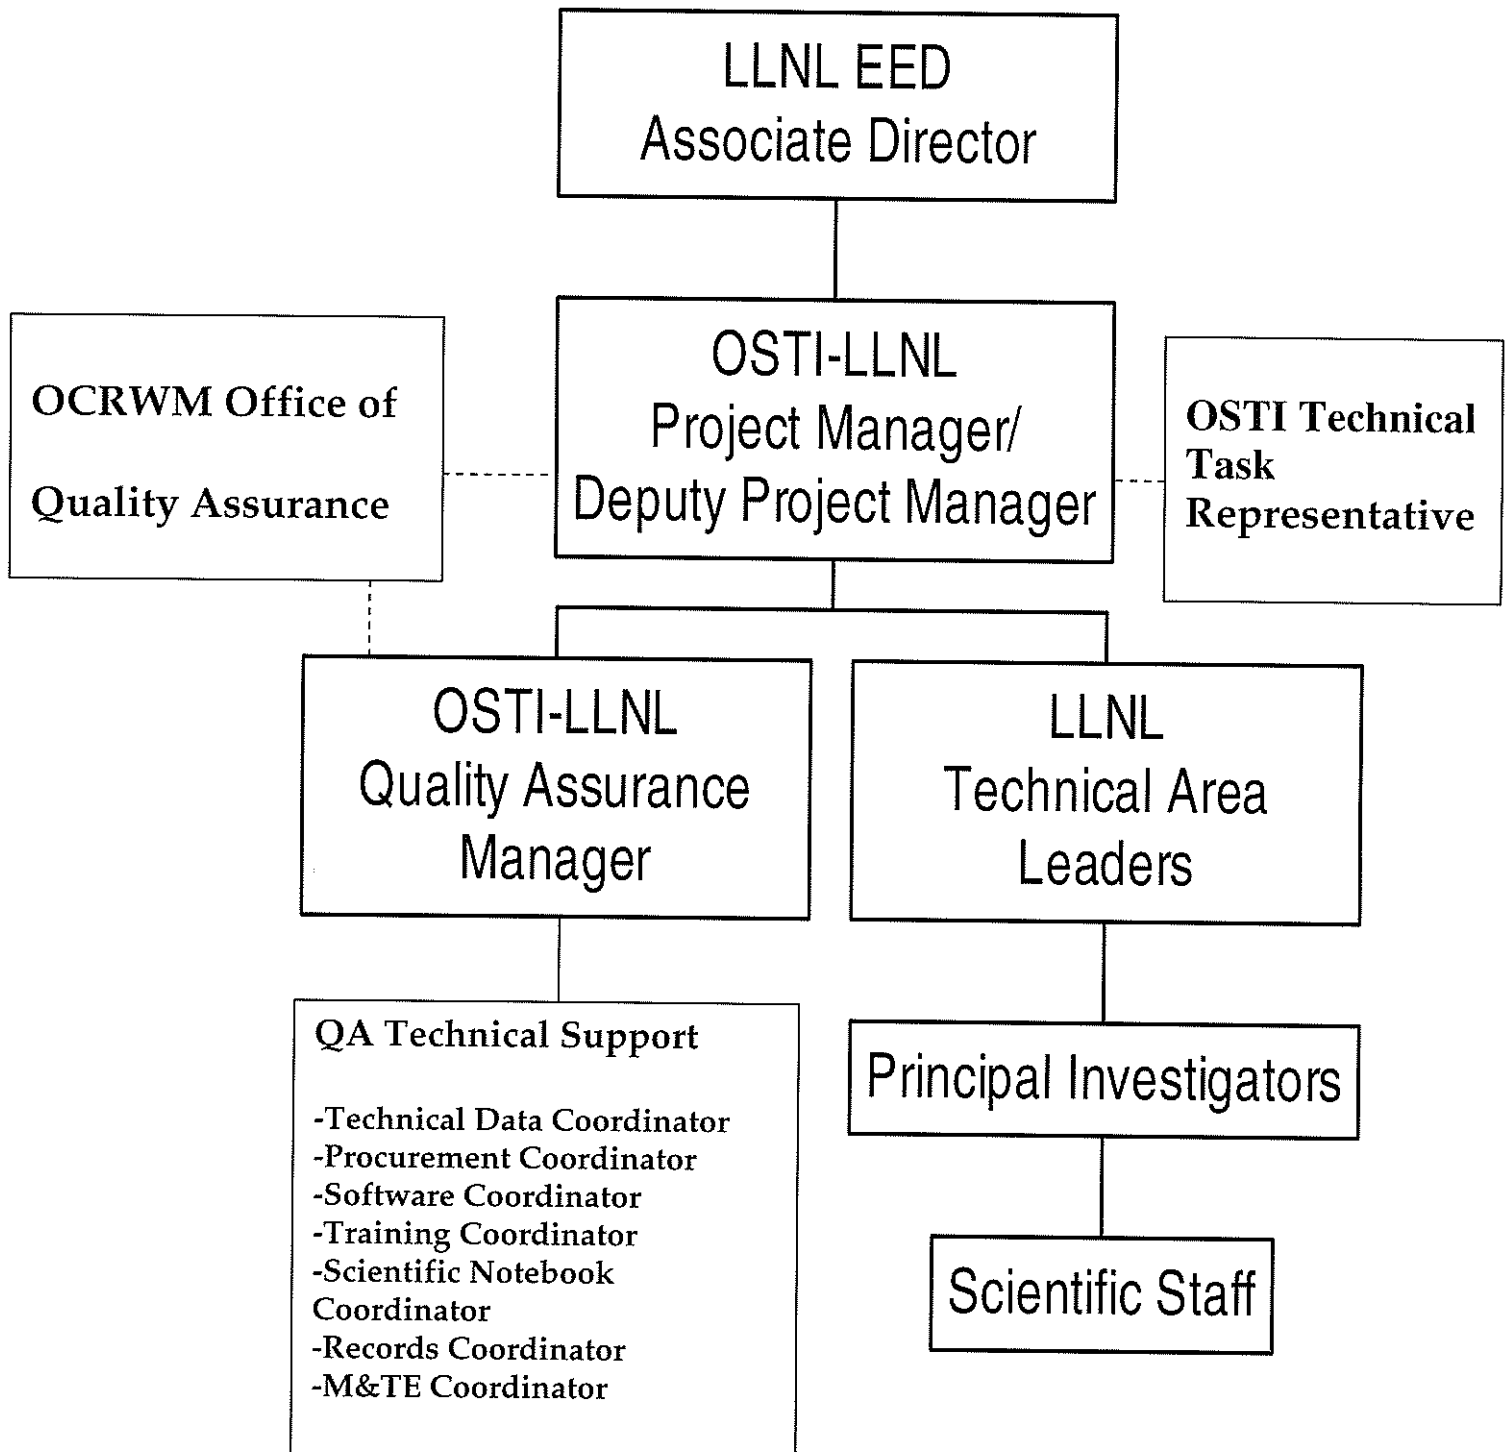 LLNL EED
Associate Director
OCRWM Office of
Quality Assurance
OSTI-LLNL
Project Manager/
Deputy Project Manager
OSTI Technical
Task
Representative
OSTI-LLNL
Quality Assurance
Manager
LLNL
Technical Area
Leaders
QA Technical Support
-Technical Data Coordinator
-Procurement Coordinator
-Software Coordinator
-Training Coordinator
-Scientific Notebook
Coordinator
-Records Coordinator
-M&TE Coordinator
Principal Investigators
Scientific Staff